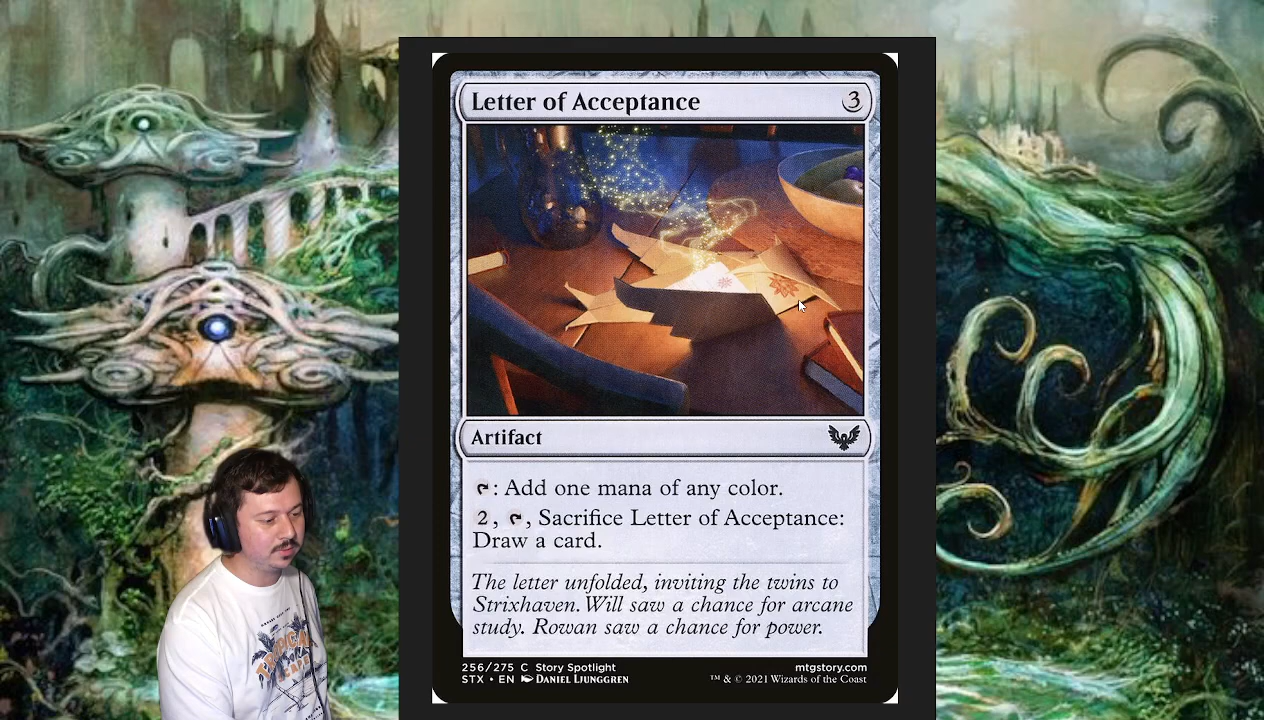 Letter of Acceptance 3
Artifact
: Add one mana of any color.
2, , Sacrifice Letter of Acceptance:
Draw a card.
The letter unfolded, inviting the twins to
Strixhaven. Will saw a chance for arcane
study. Rowan saw a chance for power.
256/275 C Story Spotlight
mtgstory.com
STX • EN Daniel Ljunggren
™ & © 2021 Wizards of the Coast